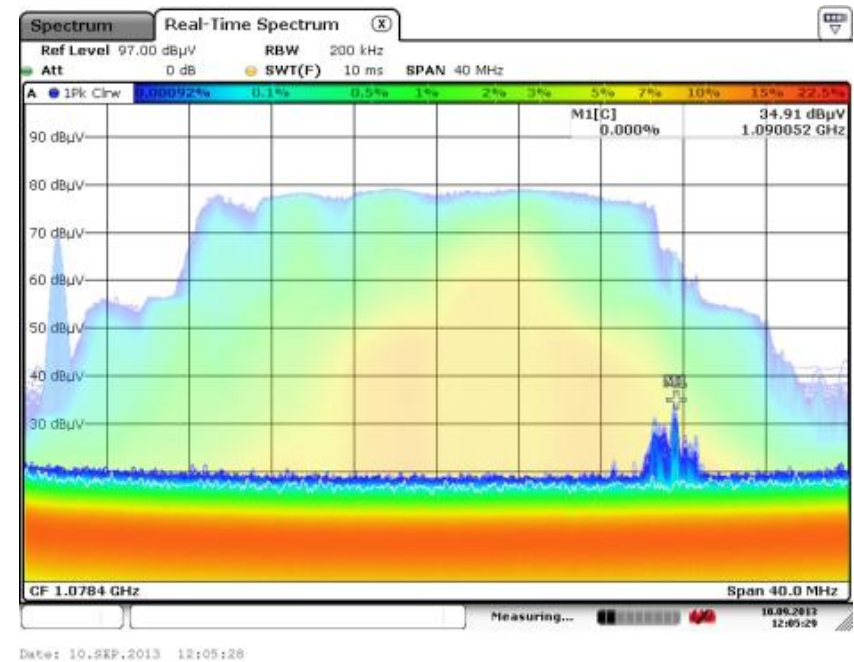 Spectrum Real-Time Spectrum X
Ref Level 97.00 dBµV RBW 200 kHz
Att 0 dB SWT(F) 10 ms SPAN 40 MHz
A 1Pk Clrw 0.00092% 0.1% 0.5% 1% 2% 3% 5% 7% 10% 15% 22.5%
M1[C] 34.91 dBµV
0.000% 1.090052 GHz
90 dBµV
80 dBµV
70 dBµV
60 dBµV
50 dBµV
40 dBµV
M1
30 dBµV
CF 1.0784 GHz Span 40.0 MHz
Measuring... 10.09.2013
12:05:29
Date: 10.SEP.2013 12:05:28